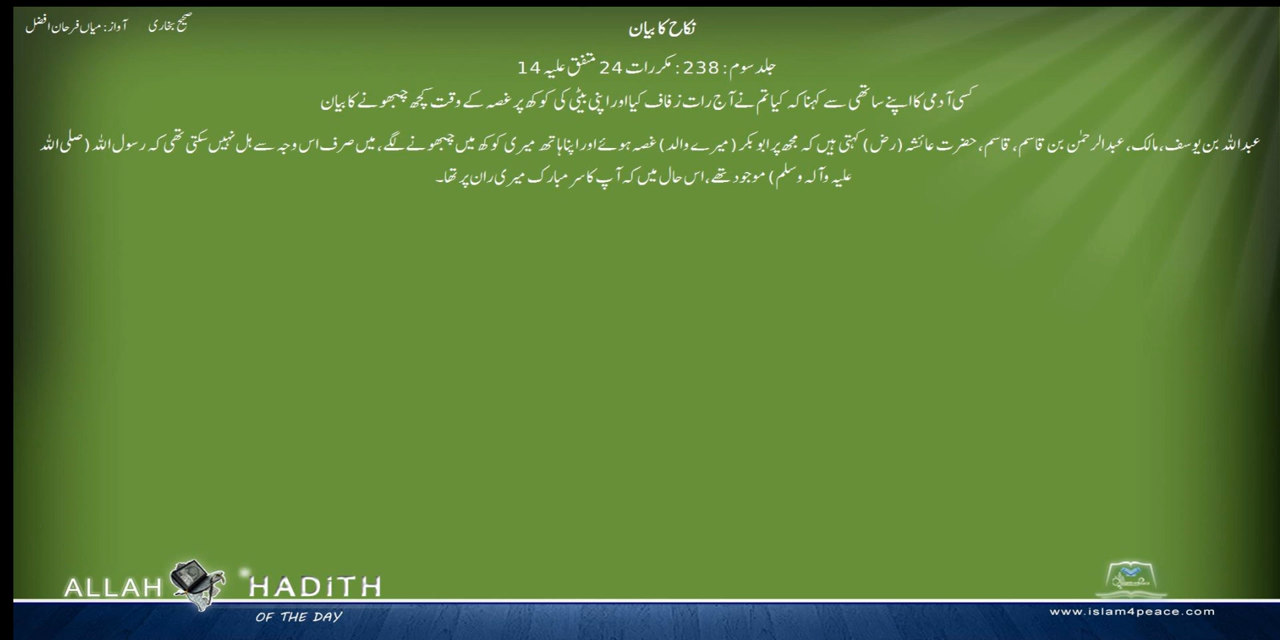 صحیح بخاری
آواز: میاں فرحان افضل
نکاح کا بیان
جلد سوم : 238 : مکررات 24 متفق علیہ 14
کسی آدمی کا اپنے ساتھی سے کہنا کہ کیا تم نے آج رات زفاف کیا اور اپنی بیٹی کی کوکھ پر غصہ کے وقت کچھ چبھونے کا بیان
عبداللہ بن یوسف، مالک، عبدالرحمٰن بن قاسم، قاسم، حضرت عائشہ (رض) کہتی ہیں کہ مجھ پر ابوبکر (میرے والد) غصہ ہوئے اور اپنا ہاتھ میری کوکھ میں چبھونے لگے، میں صرف اس وجہ سے ہل نہیں سکتی تھی کہ رسول اللہ (صلی اللہ
علیہ وآلہ وسلم) موجود تھے، اس حال میں کہ آپ کا سر مبارک میری ران پر تھا۔
ALLAH HADITH
OF THE DAY
www.islam4peace.com